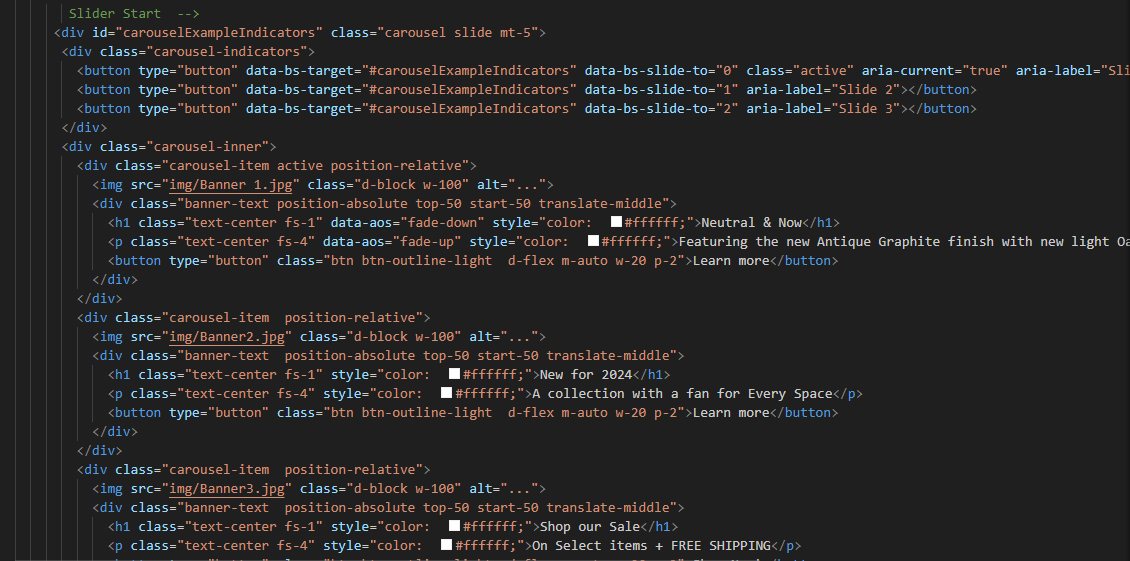 Slider Start  -->
<div id="carouselExampleIndicators" class="carousel slide mt-5">
<div class="carousel-indicators">
<button type="button" data-bs-target="#carouselExampleIndicators" data-bs-slide-to="0" class="active" aria-current="true" aria-label="Sli
<button type="button" data-bs-target="#carouselExampleIndicators" data-bs-slide-to="1" aria-label="Slide 2"></button>
<button type="button" data-bs-target="#carouselExampleIndicators" data-bs-slide-to="2" aria-label="Slide 3"></button>
</div>
<div class="carousel-inner">
<div class="carousel-item active position-relative">
<img src="img/Banner 1.jpg" class="d-block w-100" alt="...">
<div class="banner-text position-absolute top-50 start-50 translate-middle">
<h1 class="text-center fs-1" data-aos="fade-down" style="color:  #ffffff;">Neutral & Now</h1>
<p class="text-center fs-4" data-aos="fade-up" style="color:  #ffffff;">Featuring the new Antique Graphite finish with new light Oa
<button type="button" class="btn btn-outline-light  d-flex m-auto w-20 p-2">Learn more</button>
</div>
</div>
<div class="carousel-item  position-relative">
<img src="img/Banner2.jpg" class="d-block w-100" alt="...">
<div class="banner-text  position-absolute top-50 start-50 translate-middle">
<h1 class="text-center fs-1" style="color:  #ffffff;">New for 2024</h1>
<p class="text-center fs-4" style="color:  #ffffff;">A collection with a fan for Every Space</p>
<button type="button" class="btn btn-outline-light  d-flex m-auto w-20 p-2">Learn more</button>
</div>
</div>
<div class="carousel-item  position-relative">
<img src="img/Banner3.jpg" class="d-block w-100" alt="...">
<div class="banner-text  position-absolute top-50 start-50 translate-middle">
<h1 class="text-center fs-1" style="color:  #ffffff;">Shop our Sale</h1>
<p class="text-center fs-4" style="color:  #ffffff;">On Select items + FREE SHIPPING</p>